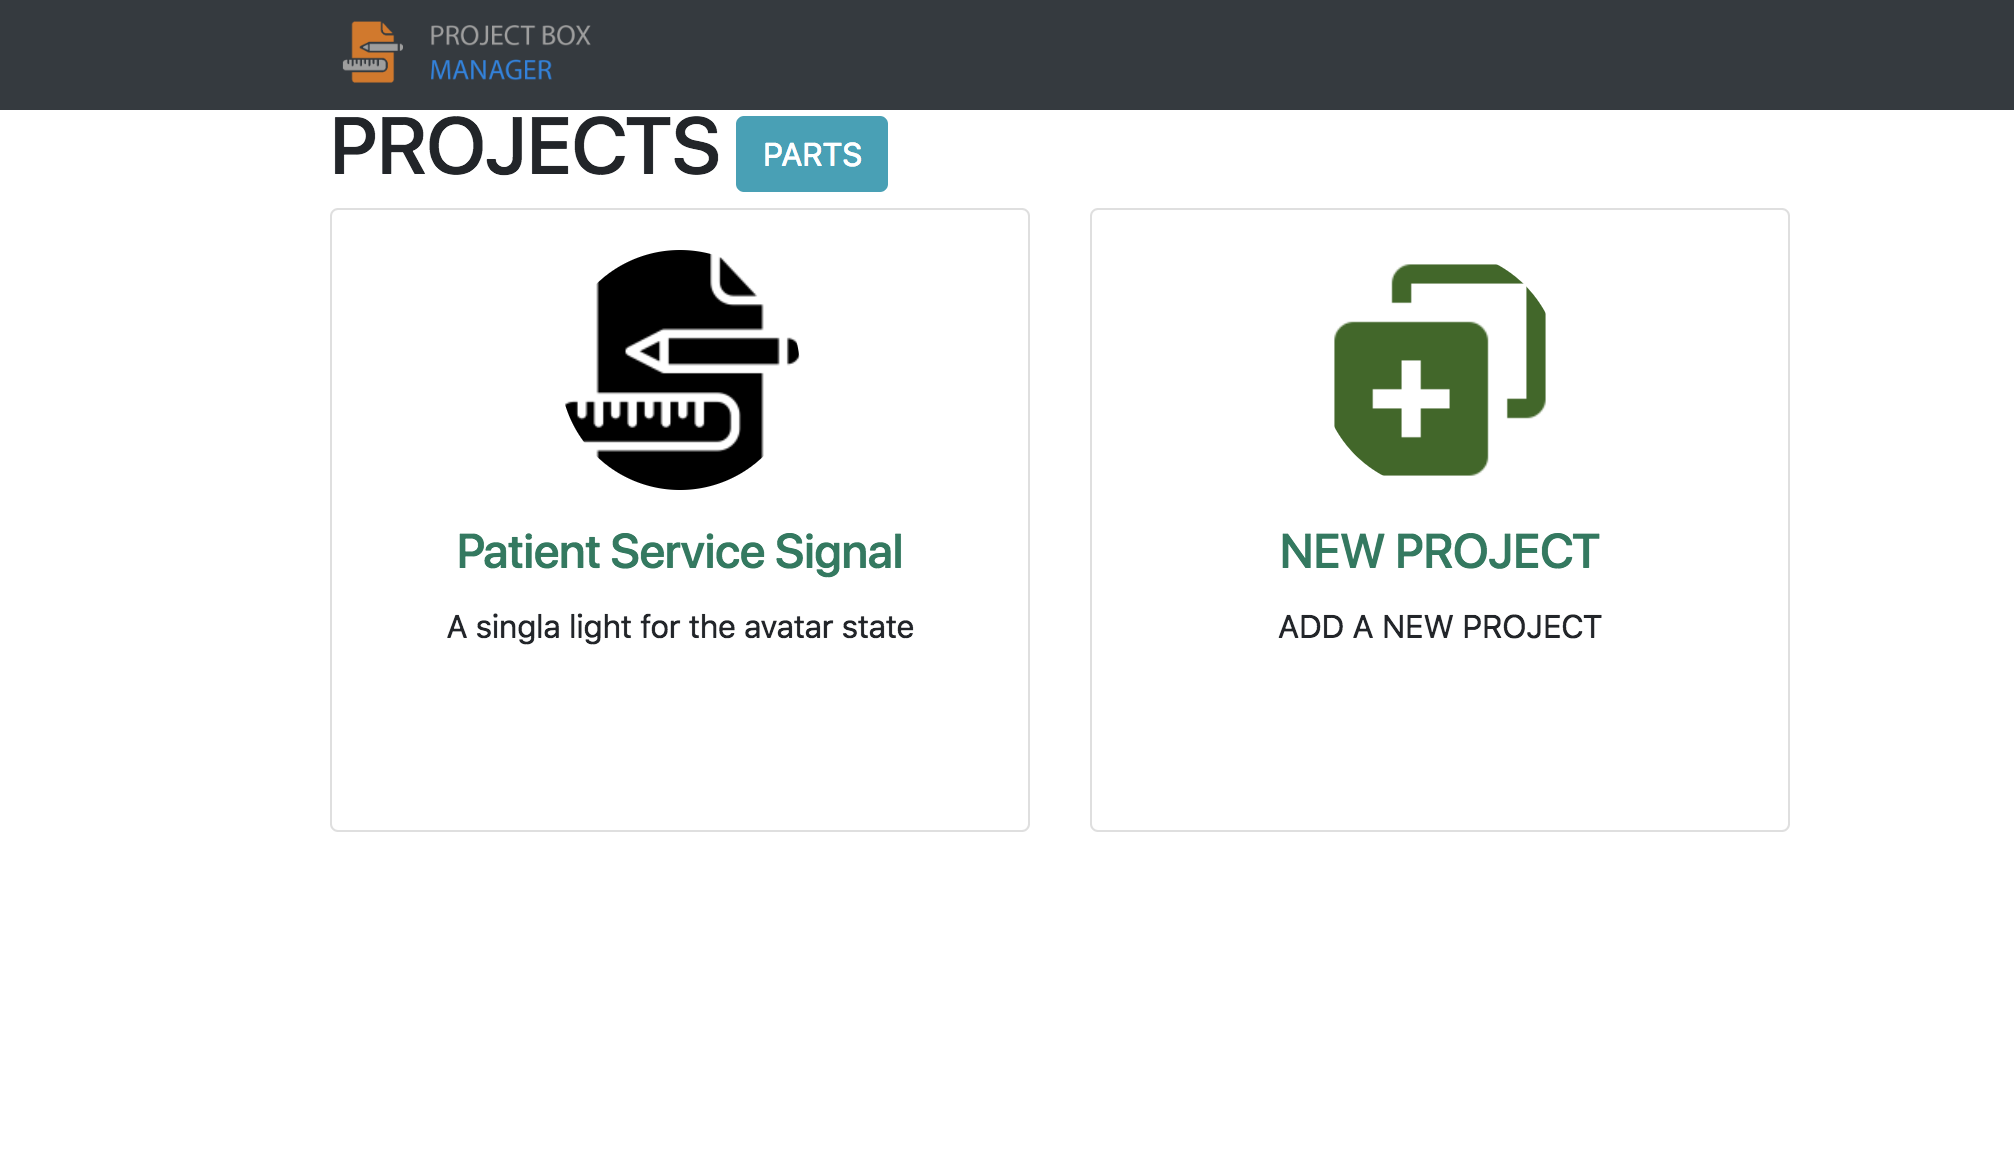 PROJECT BOX
MANAGER
PROJECTS PARTS
Patient Service Signal
A singla light for the avatar state
NEW PROJECT
ADD A NEW PROJECT